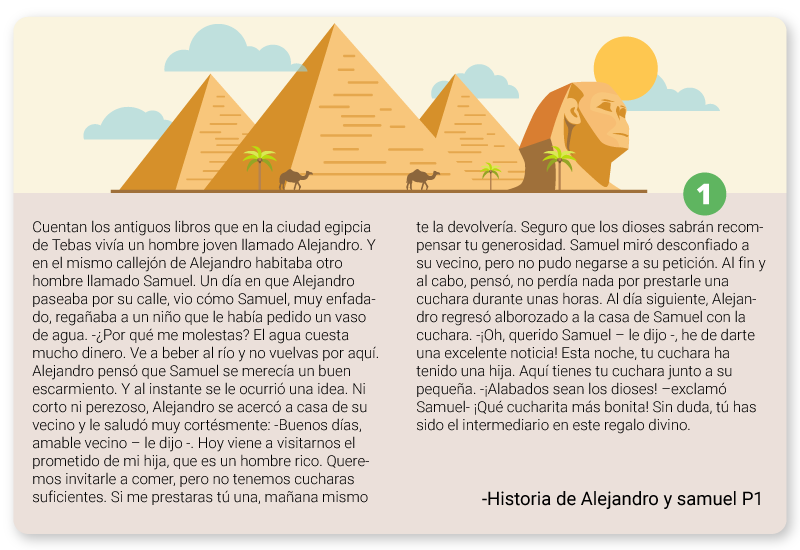 1
Cuentan los antiguos libros que en la ciudad egipcia
de Tebas vivía un hombre joven llamado Alejandro. Y
en el mismo callejón de Alejandro habitaba otro
hombre llamado Samuel. Un día en que Alejandro
paseaba por su calle, vio cómo Samuel, muy enfada-
do, regañaba a un niño que le había pedido un vaso
de agua. -¿Por qué me molestas? El agua cuesta
mucho dinero. Ve a beber al río y no vuelvas por aquí.
Alejandro pensó que Samuel se merecía un buen
escarmiento. Y al instante se le ocurrió una idea. Ni
corto ni perezoso, Alejandro se acercó a casa de su
vecino y le saludó muy cortésmente: -Buenos días,
amable vecino – le dijo -. Hoy viene a visitarnos el
prometido de mi hija, que es un hombre rico. Quere-
mos invitarle a comer, pero no tenemos cucharas
suficientes. Si me prestaras tú una, mañana mismo
te la devolvería. Seguro que los dioses sabrán recom-
pensar tu generosidad. Samuel miró desconfiado a
su vecino, pero no pudo negarse a su petición. Al fin y
al cabo, pensó, no perdía nada por prestarle una
cuchara durante unas horas. Al día siguiente, Alejan-
dro regresó alborozado a la casa de Samuel con la
cuchara. -¡Oh, querido Samuel – le dijo -, he de darte
una excelente noticia! Esta noche, tu cuchara ha
tenido una hija. Aquí tienes tu cuchara junto a su
pequeña. -¡Alabados sean los dioses! –exclamó
Samuel- ¡Qué cucharita más bonita! Sin duda, tú has
sido el intermediario en este regalo divino.
-Historia de Alejandro y samuel P1